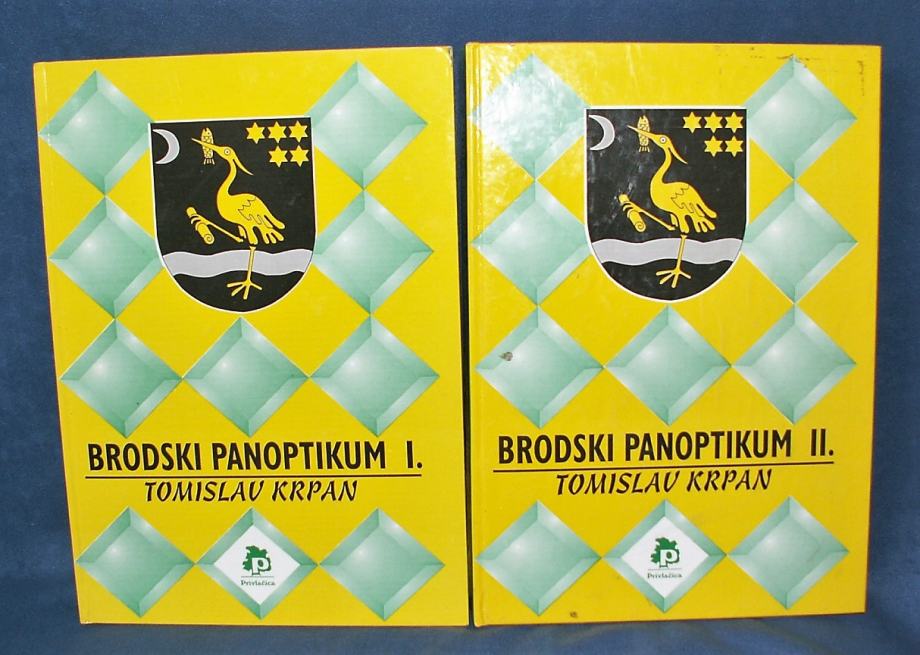 BRODSKI PANOPTIKUM I.
TOMISLAV KRPAN
P
Privlačica
BRODSKI PANOPTIKUM II.
TOMISLAV KRPAN
P
Privlačica